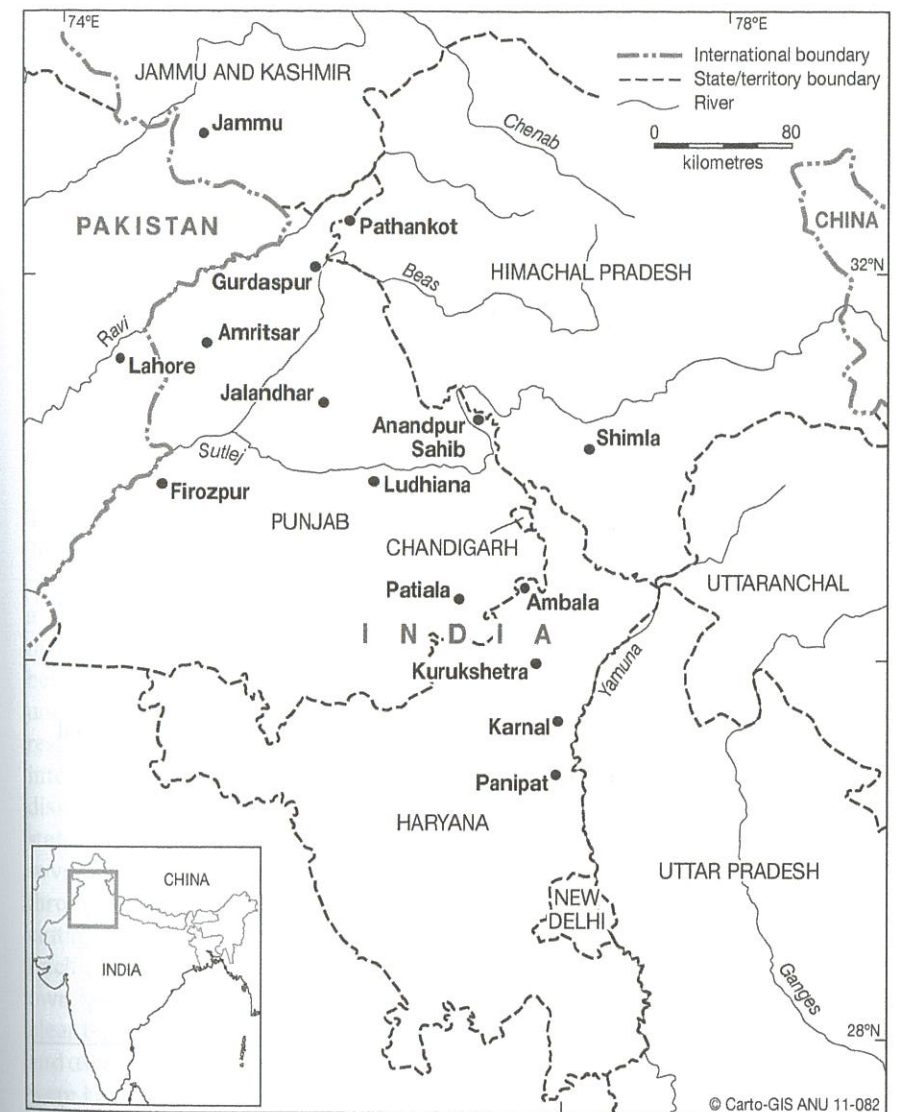 74°E
78°E
International boundary
State/territory boundary
River
0 80
kilometres
JAMMU AND KASHMIR
Jammu
Chenab
PAKISTAN
Pathankot
CHINA
32°N
Gurdaspur
Beas
HIMACHAL PRADESH
Ravi
Amritsar
Lahore
Jalandhar
Anandpur
Sahib
Shimla
Sutlej
Firozpur
Ludhiana
PUNJAB
CHANDIGARH
UTTARANCHAL
Patiala
Ambala
INDIA
Kurukshetra
Yamuna
Karnal
Panipat
HARYANA
UTTAR PRADESH
NEW
DELHI
Ganges
28°N
CHINA
INDIA
© Carto-GIS ANU 11-082